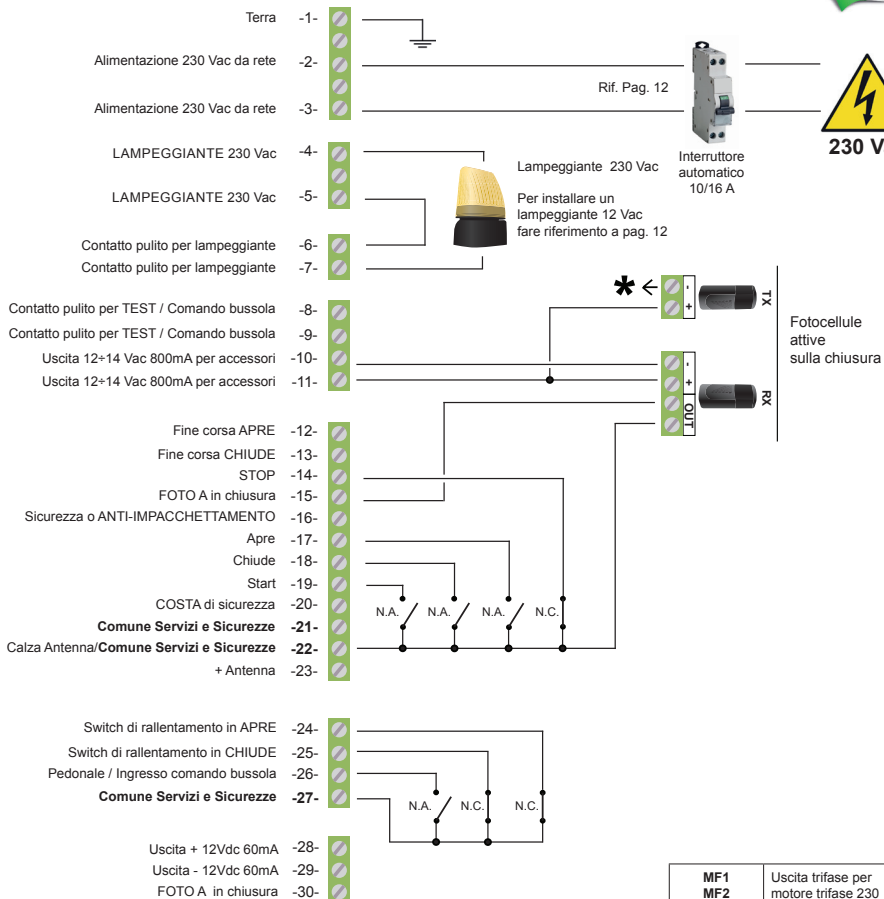 Terra -1-
Alimentazione 230 Vac da rete -2-
Alimentazione 230 Vac da rete -3-
Rif. Pag. 12
Interruttore
automatico
10/16 A
230 V
LAMPEGGIANTE 230 Vac -4-
LAMPEGGIANTE 230 Vac -5-
Contatto pulito per lampeggiante -6-
Contatto pulito per lampeggiante -7-
Lampeggiante 230 Vac
Per installare un
lampeggiante 12 Vac
fare riferimento a pag. 12
Contatto pulito per TEST / Comando bussola -8-
Contatto pulito per TEST / Comando bussola -9-
Uscita 12÷14 Vac 800mA per accessori -10-
Uscita 12÷14 Vac 800mA per accessori -11-
*
- +
TX
- +
OUT
RX
Fotocellule
attive
sulla chiusura
Fine corsa APRE -12-
Fine corsa CHIUDE -13-
STOP -14-
FOTO A in chiusura -15-
Sicurezza o ANTI-IMPACCHETTAMENTO -16-
Apre -17-
Chiude -18-
Start -19-
COSTA di sicurezza -20-
Comune Servizi e Sicurezze -21-
Calza Antenna/Comune Servizi e Sicurezze -22-
+ Antenna -23-
N.A. N.A. N.A. N.C.
Switch di rallentamento in APRE -24-
Switch di rallentamento in CHIUDE -25-
Pedonale / Ingresso comando bussola -26-
Comune Servizi e Sicurezze -27-
N.A. N.C. N.C.
Uscita + 12Vdc 60mA -28-
Uscita - 12Vdc 60mA -29-
FOTO A in chiusura -30-
MF1 Uscita trifase per
MF2 motore trifase 230